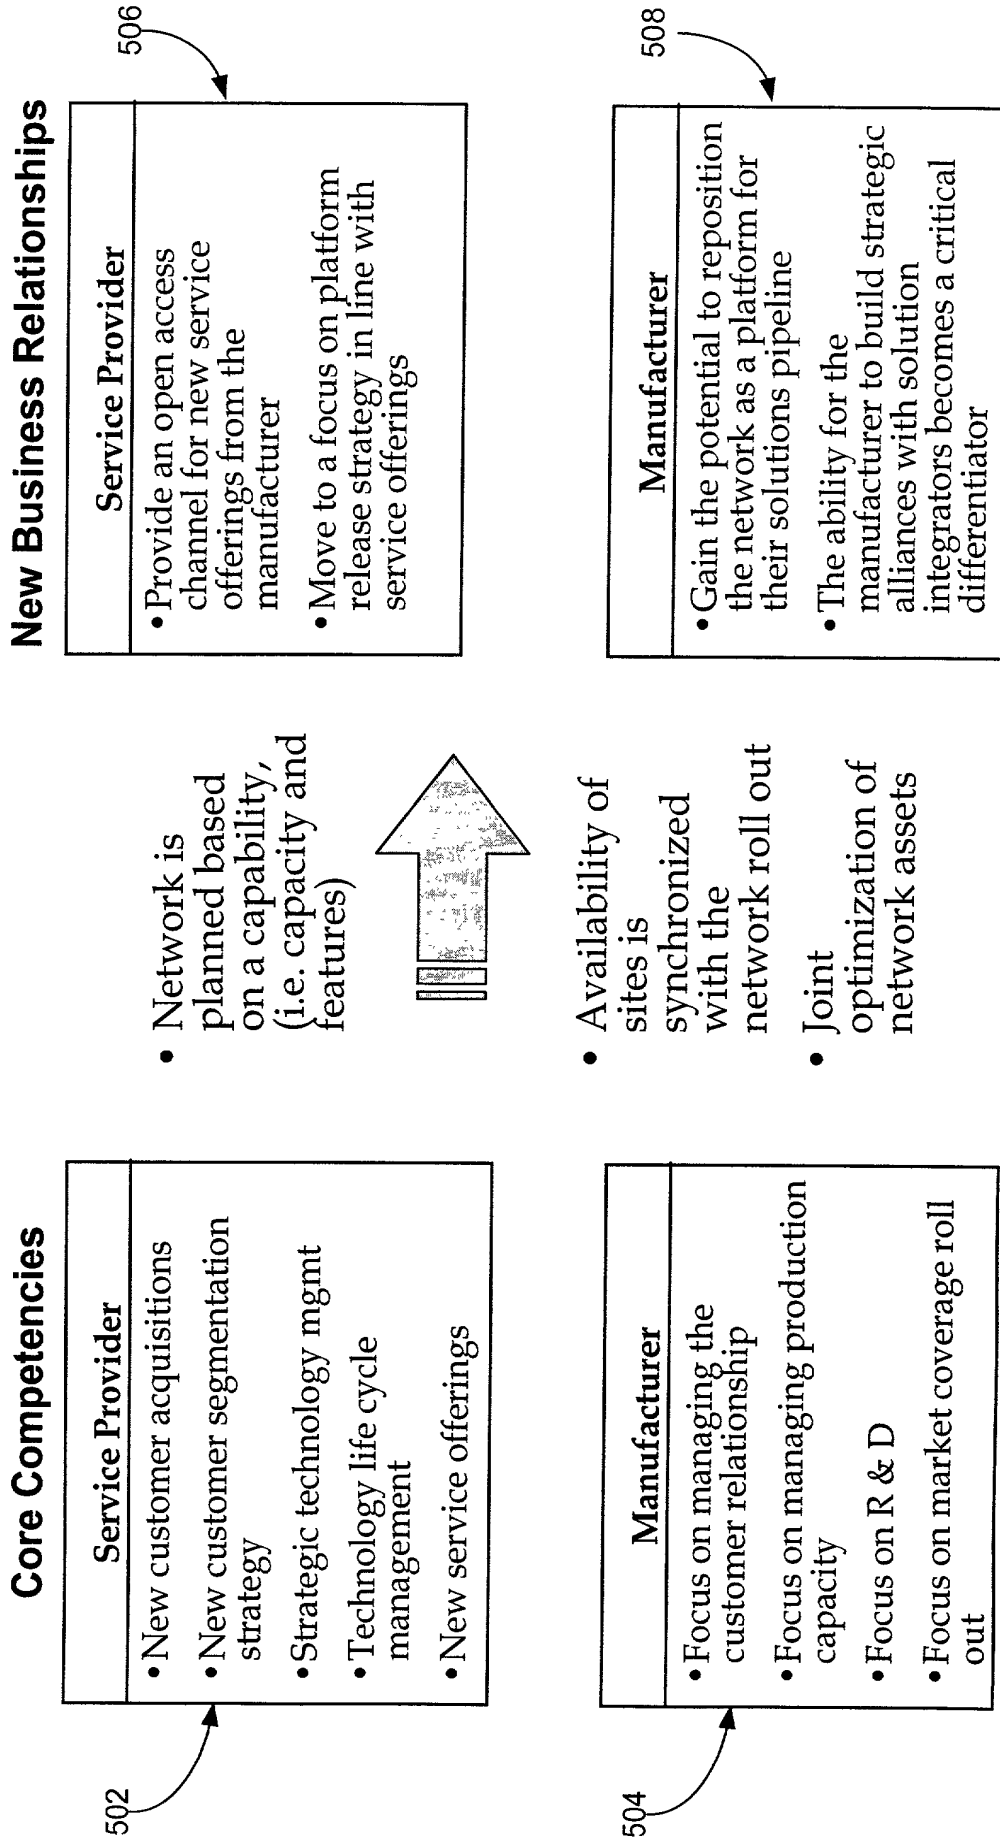 Core Competencies
502
Service Provider
•New customer acquisitions
•New customer segmentation
strategy
•Strategic technology mgmt
•Technology life cycle
management
•New service offerings
504
Manufacturer
•Focus on managing the
customer relationship
•Focus on managing production
capacity
•Focus on R & D
•Focus on market coverage roll
out
• Network is
planned based
on a capability,
(i.e. capacity and
features)
• Availability of
sites is
synchronized
with the
network roll out
• Joint
optimization of
network assets
New Business Relationships
506
Service Provider
•Provide an open access
channel for new service
offerings from the
manufacturer
•Move to a focus on platform
release strategy in line with
service offerings
508
Manufacturer
•Gain the potential to reposition
the network as a platform for
their solutions pipeline
•The ability for the
manufacturer to build strategic
alliances with solution
integrators becomes a critical
differentiator